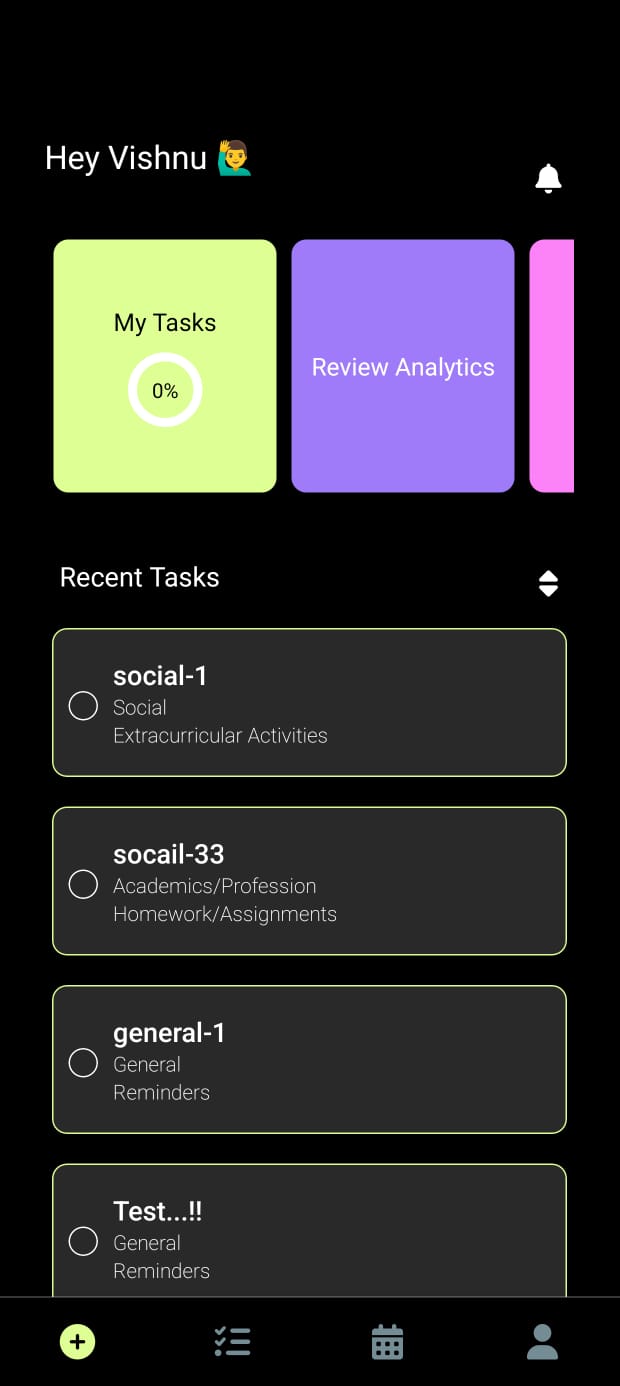 Hey Vishnu 🙋‍♂️
My Tasks
0%
Review Analytics
Recent Tasks
social-1
Social
Extracurricular Activities
socail-33
Academics/Profession
Homework/Assignments
general-1
General
Reminders
Test...!!
General
Reminders